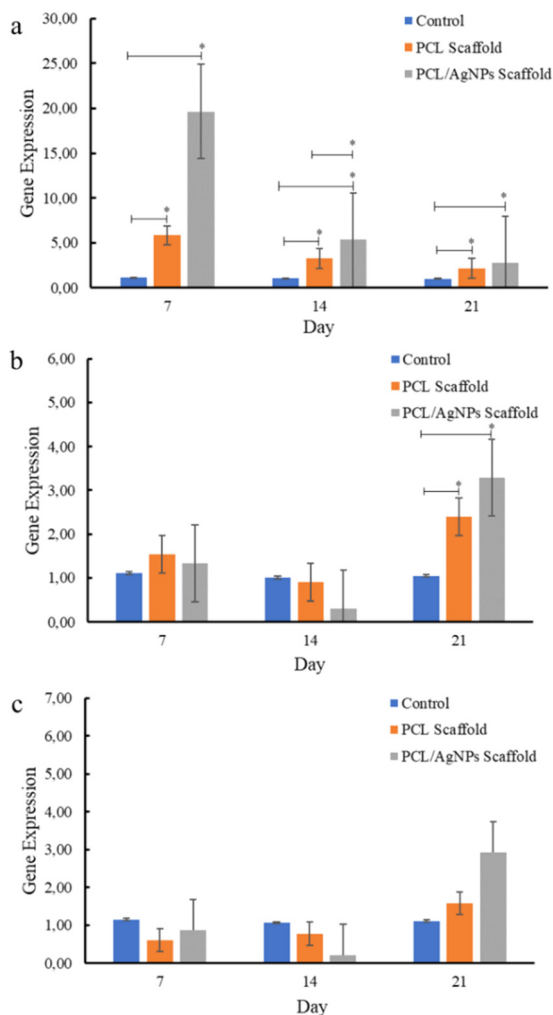 a
Control
PCL Scaffold
PCL/AgNPs Scaffold
Gene Expression
30,00
25,00
20,00
15,00
10,00
5,00
0,00
*
*
*
*
*
*
*
7
14
21
Day
b
Control
PCL Scaffold
PCL/AgNPs Scaffold
Gene Expression
6,00
5,00
4,00
3,00
2,00
1,00
0,00
*
*
7
14
21
Day
c
Control
PCL Scaffold
PCL/AgNPs Scaffold
Gene Expression
7,00
6,00
5,00
4,00
3,00
2,00
1,00
0,00
7
14
21
Day